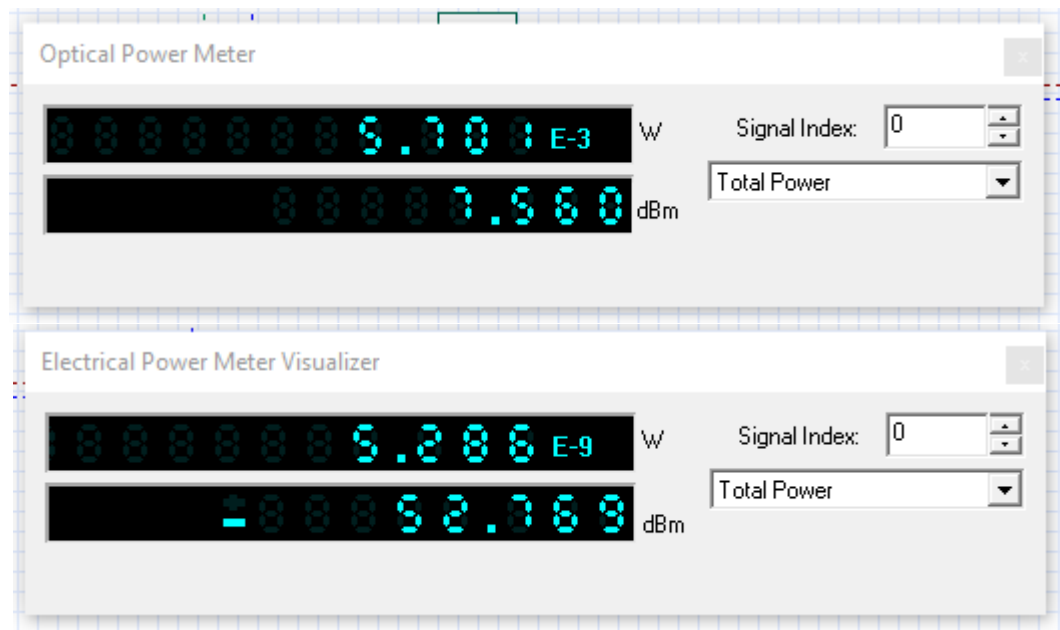 Optical Power Meter
x
5.701 E-3 W
Signal Index: 0
7.560 dBm
Total Power
Electrical Power Meter Visualizer
x
5.286 E-9 W
Signal Index: 0
-52.769 dBm
Total Power